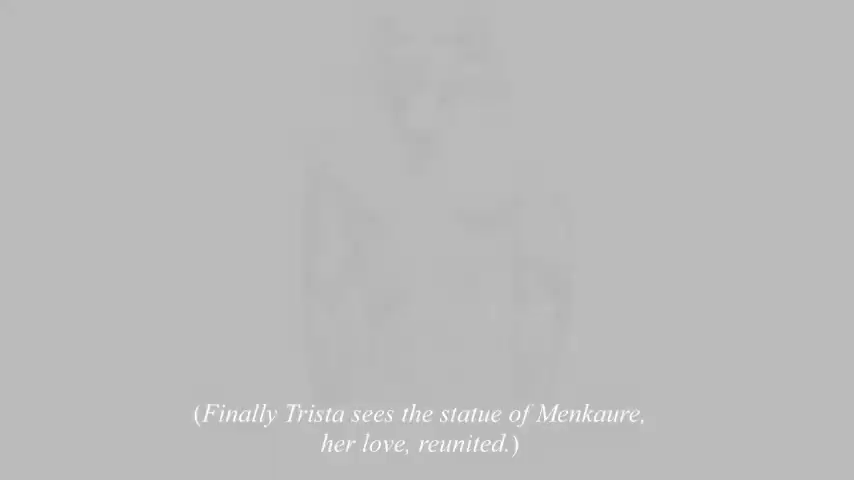 (Finally Trista sees the statue of Menkaure,
her love, reunited.)